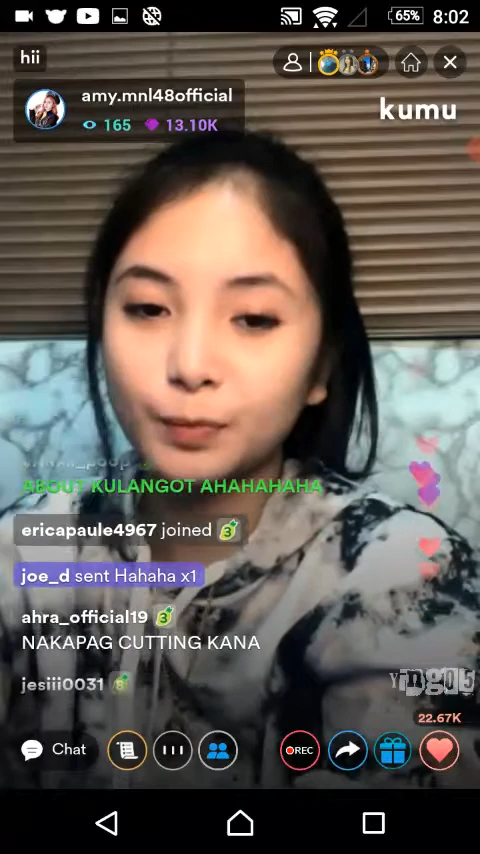 65% 8:02
hii
amy.mnl48official
165 13.10K
kumu
ABOUT KULANGOT AHAHAHAHA
ericapaule4967 joined 3
joe_d sent Hahaha x1
ahra_official19 3
NAKAPAG CUTTING KANA
jesiii0031 8
Yngo15
22.67K
Chat
REC